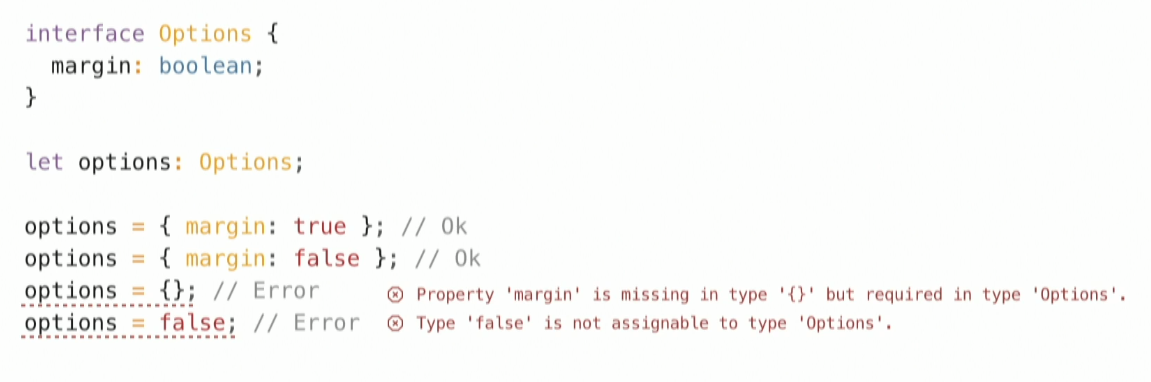 interface Options {
  margin: boolean;
}
let options: Options;
options = { margin: true }; // Ok
options = { margin: false }; // Ok
options = {}; // Error ⊗ Property 'margin' is missing in type '{}' but required in type 'Options'.
options = false; // Error ⊗ Type 'false' is not assignable to type 'Options'.